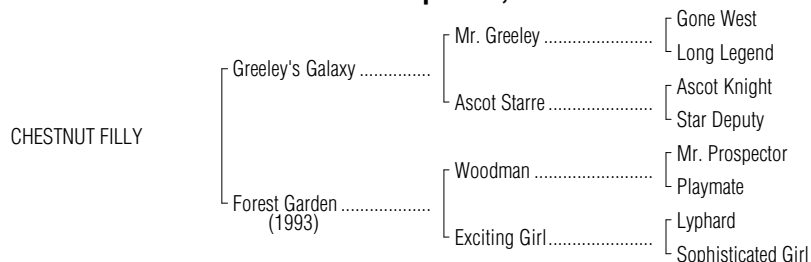 Gone West
Mr. Greeley ....................
Long Legend
Greeley's Galaxy ...............
Ascot Knight
Ascot Starre ....................
Star Deputy
CHESTNUT FILLY
Mr. Prospector
Woodman ....................
Playmate
Forest Garden ..................
(1993)
Lyphard
Exciting Girl....................
Sophisticated Girl